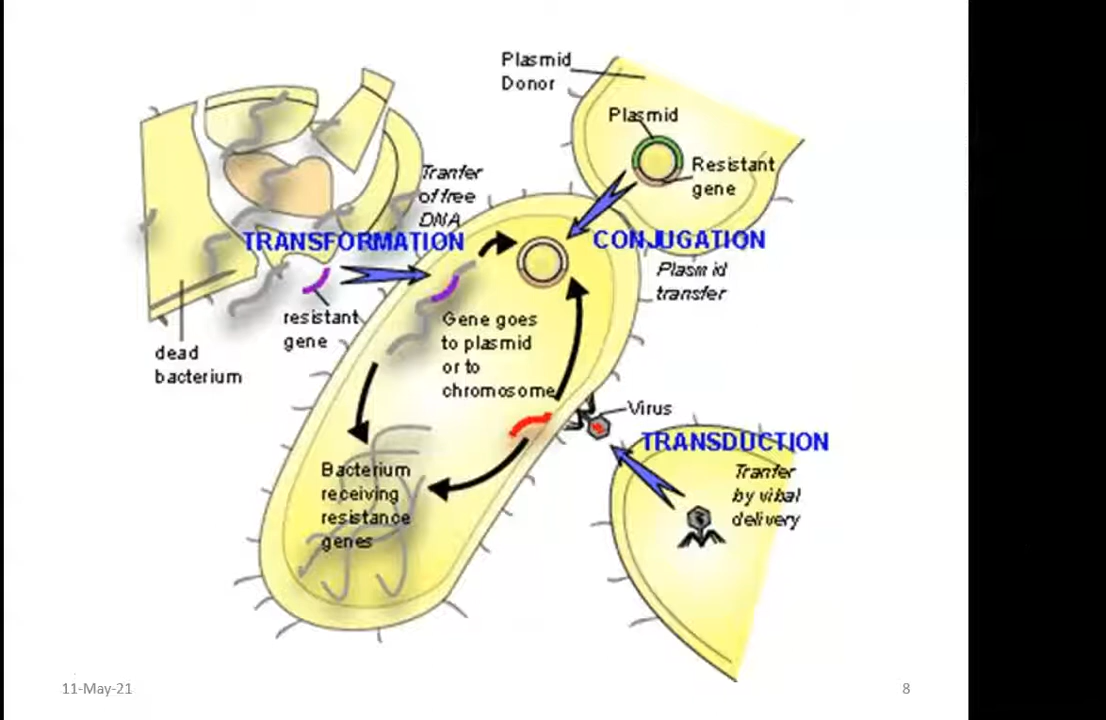 Plasmid
Donor
Plasmid
Resistant
gene
Tranfer
of free
DNA
TRANSFORMATION
CONJUGATION
Plasmid
transfer
resistant
gene
Gene goes
to plasmid
or to
chromosome
dead
bacterium
Virus
TRANSDUCTION
Tranfer
by vibal
delivery
Bacterium
receiving
resistance
genes
11-May-21
8